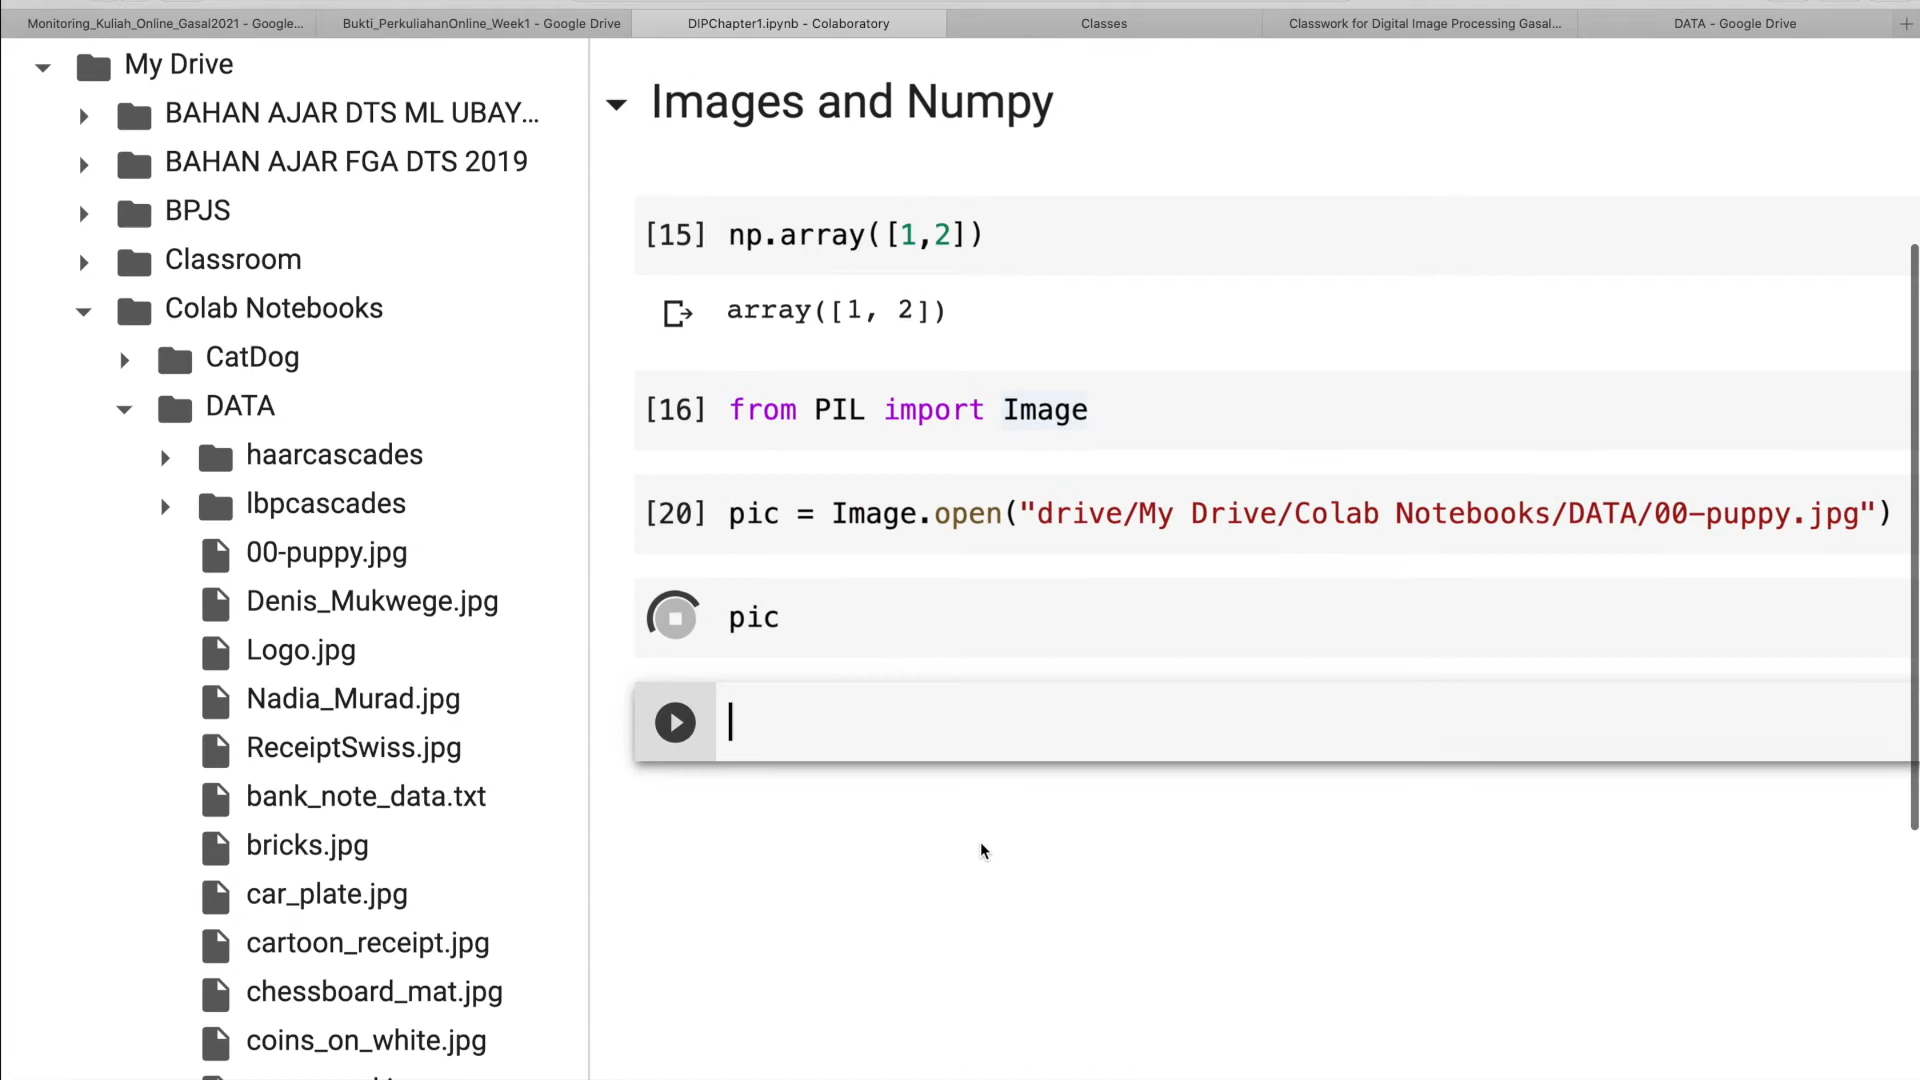 Monitoring_Kuliah_Online_Gasal2021 - Google...
Bukti_PerkuliahanOnline_Week1 - Google Drive
DIPChapter1.ipynb - Colaboratory
Classes
Classwork for Digital Image Processing Gasal...
DATA - Google Drive
My Drive
BAHAN AJAR DTS ML UBAY...
BAHAN AJAR FGA DTS 2019
BPJS
Classroom
Colab Notebooks
CatDog
DATA
haarcascades
lbpcascades
00-puppy.jpg
Denis_Mukwege.jpg
Logo.jpg
Nadia_Murad.jpg
ReceiptSwiss.jpg
bank_note_data.txt
bricks.jpg
car_plate.jpg
cartoon_receipt.jpg
chessboard_mat.jpg
coins_on_white.jpg
Images and Numpy
[15] np.array([1,2])
array([1, 2])
[16] from PIL import Image
[20] pic = Image.open("drive/My Drive/Colab Notebooks/DATA/00-puppy.jpg")
pic